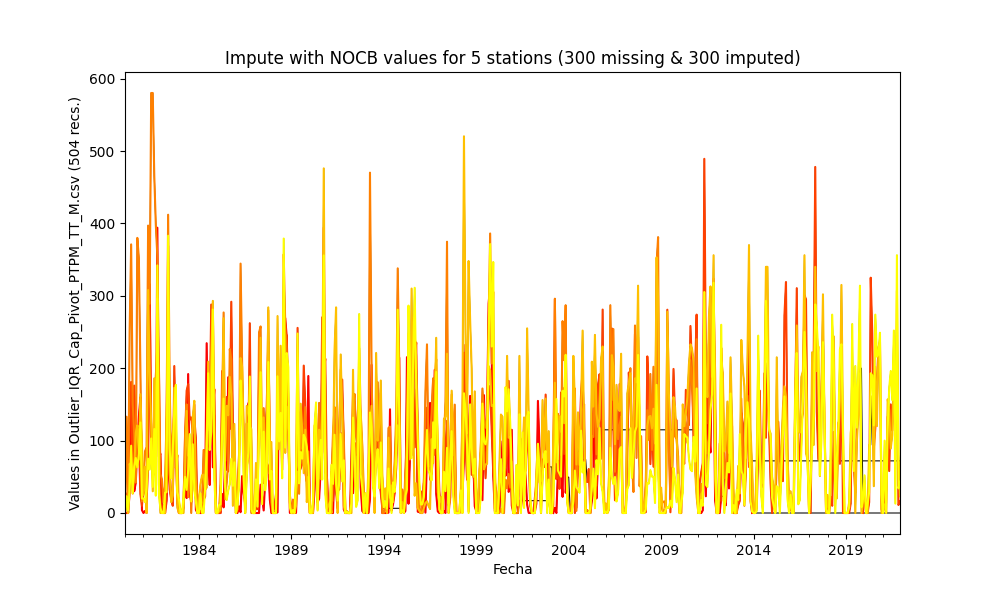 Impute with NOCB values for 5 stations (300 missing & 300 imputed)
Values in Outlier_IQR_Cap_Pivot_PTPM_TT_M.csv (504 recs.)
600
500
400
300
200
100
0
1984 1989 1994 1999 2004 2009 2014 2019
Fecha